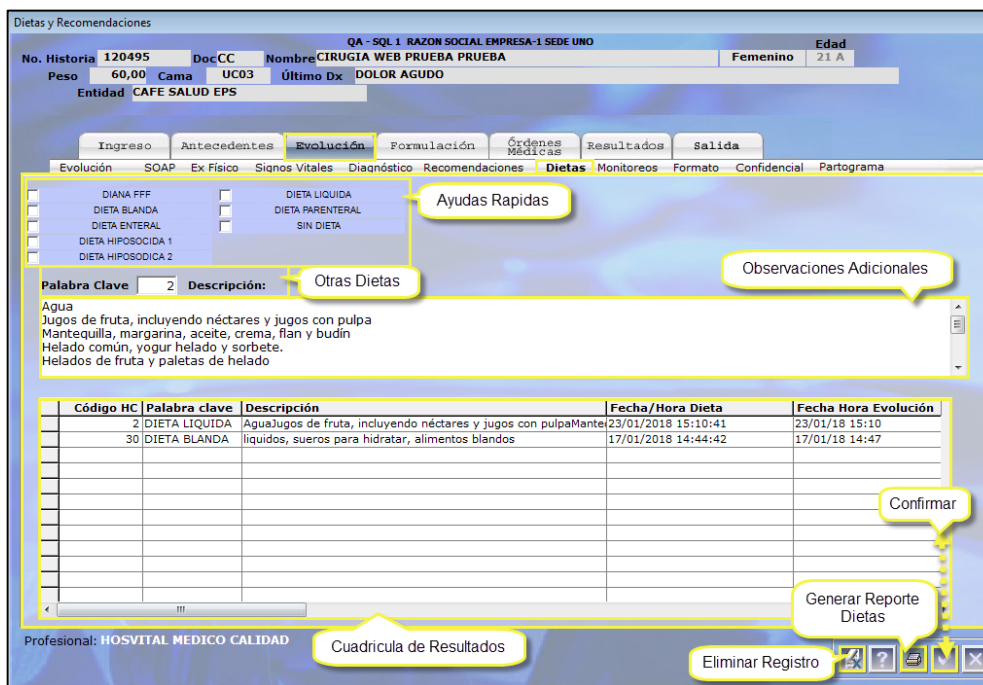 Dietas y Recomendaciones
QA - SQL 1 RAZON SOCIAL EMPRESA-1 SEDE UNO
Edad
No. Historia 120495 Doc CC Nombre CIRUGIA WEB PRUEBA PRUEBA Femenino 21 A
Peso 60,00 Cama UC03 Último Dx DOLOR AGUDO
Entidad CAFE SALUD EPS
Ingreso Antecedentes Evolución Formulación Órdenes Médicas Resultados Salida
Evolución SOAP Ex Físico Signos Vitales Diagnóstico Recomendaciones Dietas Monitoreos Formato Confidencial Partograma
DIANA FFF DIETA LIQUIDA
DIETA BLANDA DIETA PARENTERAL
DIETA ENTERAL SIN DIETA
DIETA HIPOSOCIDA 1
DIETA HIPOSODICA 2
Ayudas Rapidas
Otras Dietas
Observaciones Adicionales
Palabra Clave 2 Descripción:
Agua
Jugos de fruta, incluyendo néctares y jugos con pulpa
Mantequilla, margarina, aceite, crema, flan y budín
Helado común, yogur helado y sorbete.
Helados de fruta y paletas de helado
Código HC Palabra clave Descripción Fecha/Hora Dieta Fecha Hora Evolución
2 DIETA LIQUIDA AguaJugos de fruta, incluyendo néctares y jugos con pulpaMante 23/01/2018 15:10:41 23/01/18 15:10
30 DIETA BLANDA liquidos, sueros para hidratar, alimentos blandos 17/01/2018 14:44:42 17/01/18 14:47
Confirmar
Generar Reporte
Dietas
Profesional: HOSVITAL MEDICO CALIDAD
Cuadricula de Resultados
Eliminar Registro